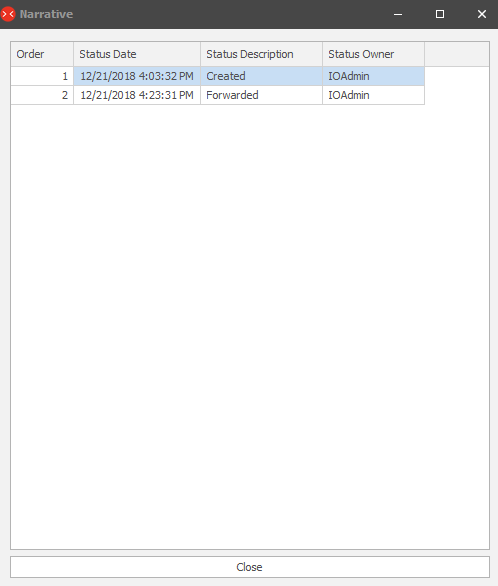 Narrative
Order Status Date Status Description Status Owner
1 12/21/2018 4:03:32 PM Created IOAdmin
2 12/21/2018 4:23:31 PM Forwarded IOAdmin
Close